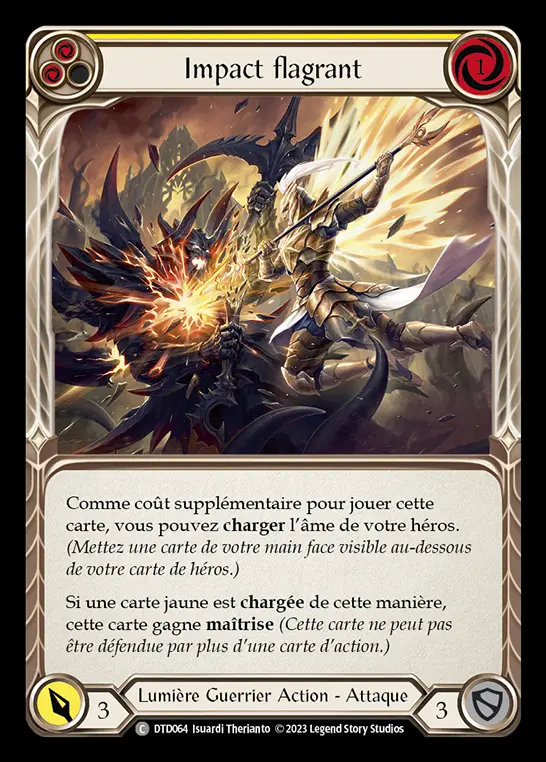 Impact flagrant
1
Comme coût supplémentaire pour jouer cette
carte, vous pouvez charger l'âme de votre héros.
(Mettez une carte de votre main face visible au-dessous
de votre carte de héros.)
Si une carte jaune est chargée de cette manière,
cette carte gagne maîtrise (Cette carte ne peut pas
être défendue par plus d'une carte d'action.)
3
Lumière Guerrier Action - Attaque
3
C DTD064 Isuardi Therianto © 2023 Legend Story Studios